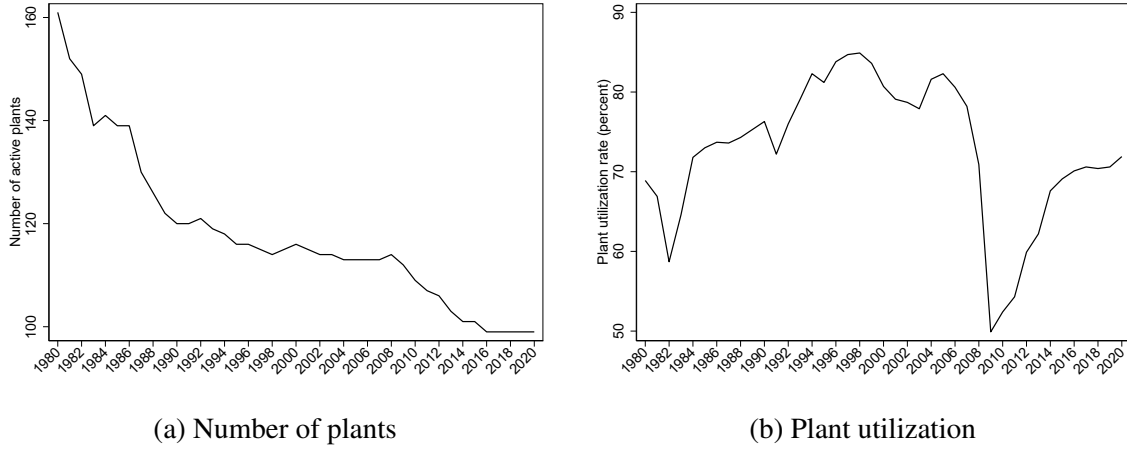 160
140
120
100
Number of active plants
1980 1982 1984 1986 1988 1990 1992 1994 1996 1998 2000 2002 2004 2006 2008 2010 2012 2014 2016 2018 2020
(a) Number of plants
90
80
70
60
50
Plant utilization rate (percent)
1980 1982 1984 1986 1988 1990 1992 1994 1996 1998 2000 2002 2004 2006 2008 2010 2012 2014 2016 2018 2020
(b) Plant utilization